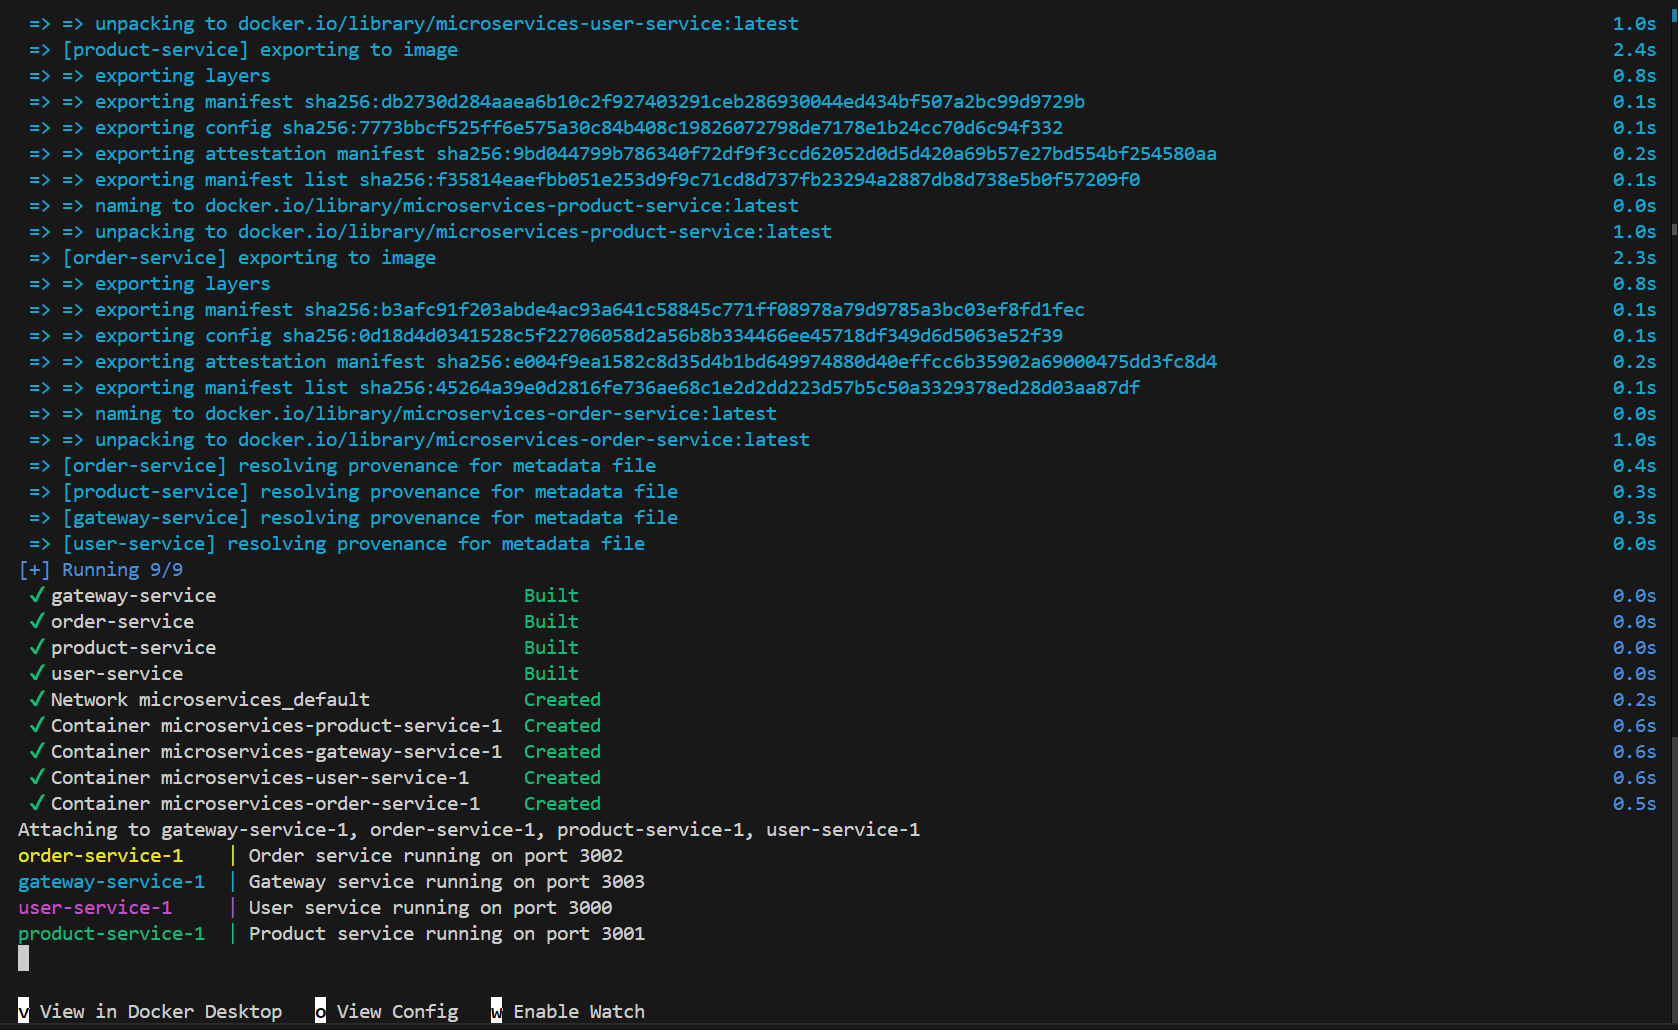 => => unpacking to docker.io/library/microservices-user-service:latest 1.0s
=> [product-service] exporting to image 2.4s
=> => exporting layers 0.8s
=> => exporting manifest sha256:db2730d284aaea6b10c2f927403291ceb286930044ed434bf507a2bc99d9729b 0.1s
=> => exporting config sha256:7773bbcf525ff6e575a30c84b408c19826072798de7178e1b24cc70d6c94f332 0.1s
=> => exporting attestation manifest sha256:9bd044799b786340f72df9f3ccd62052d0d5d420a69b57e27bd554bf254580aa 0.2s
=> => exporting manifest list sha256:f35814eaefbb051e253d9f9c71cd8d737fb23294a2887db8d738e5b0f57209f0 0.1s
=> => naming to docker.io/library/microservices-product-service:latest 0.0s
=> => unpacking to docker.io/library/microservices-product-service:latest 1.0s
=> [order-service] exporting to image 2.3s
=> => exporting layers 0.8s
=> => exporting manifest sha256:b3afc91f203abde4ac93a641c58845c771ff08978a79d9785a3bc03ef8fd1fec 0.1s
=> => exporting config sha256:0d18d4d0341528c5f22706058d2a56b8b334466ee45718df349d6d5063e52f39 0.1s
=> => exporting attestation manifest sha256:e004f9ea1582c8d35d4b1bd649974880d40effcc6b35902a69000475dd3fc8d4 0.2s
=> => exporting manifest list sha256:45264a39e0d2816fe736ae68c1e2d2dd223d57b5c50a3329378ed28d03aa87df 0.1s
=> => naming to docker.io/library/microservices-order-service:latest 0.0s
=> => unpacking to docker.io/library/microservices-order-service:latest 1.0s
=> [order-service] resolving provenance for metadata file 0.4s
=> [product-service] resolving provenance for metadata file 0.3s
=> [gateway-service] resolving provenance for metadata file 0.3s
=> [user-service] resolving provenance for metadata file 0.0s
[+] Running 9/9
✓ gateway-service Built 0.0s
✓ order-service Built 0.0s
✓ product-service Built 0.0s
✓ user-service Built 0.0s
✓ Network microservices_default Created 0.2s
✓ Container microservices-product-service-1 Created 0.6s
✓ Container microservices-gateway-service-1 Created 0.6s
✓ Container microservices-user-service-1 Created 0.6s
✓ Container microservices-order-service-1 Created 0.5s
Attaching to gateway-service-1, order-service-1, product-service-1, user-service-1
order-service-1 | Order service running on port 3002
gateway-service-1 | Gateway service running on port 3003
user-service-1 | User service running on port 3000
product-service-1 | Product service running on port 3001
v View in Docker Desktop o View Config w Enable Watch